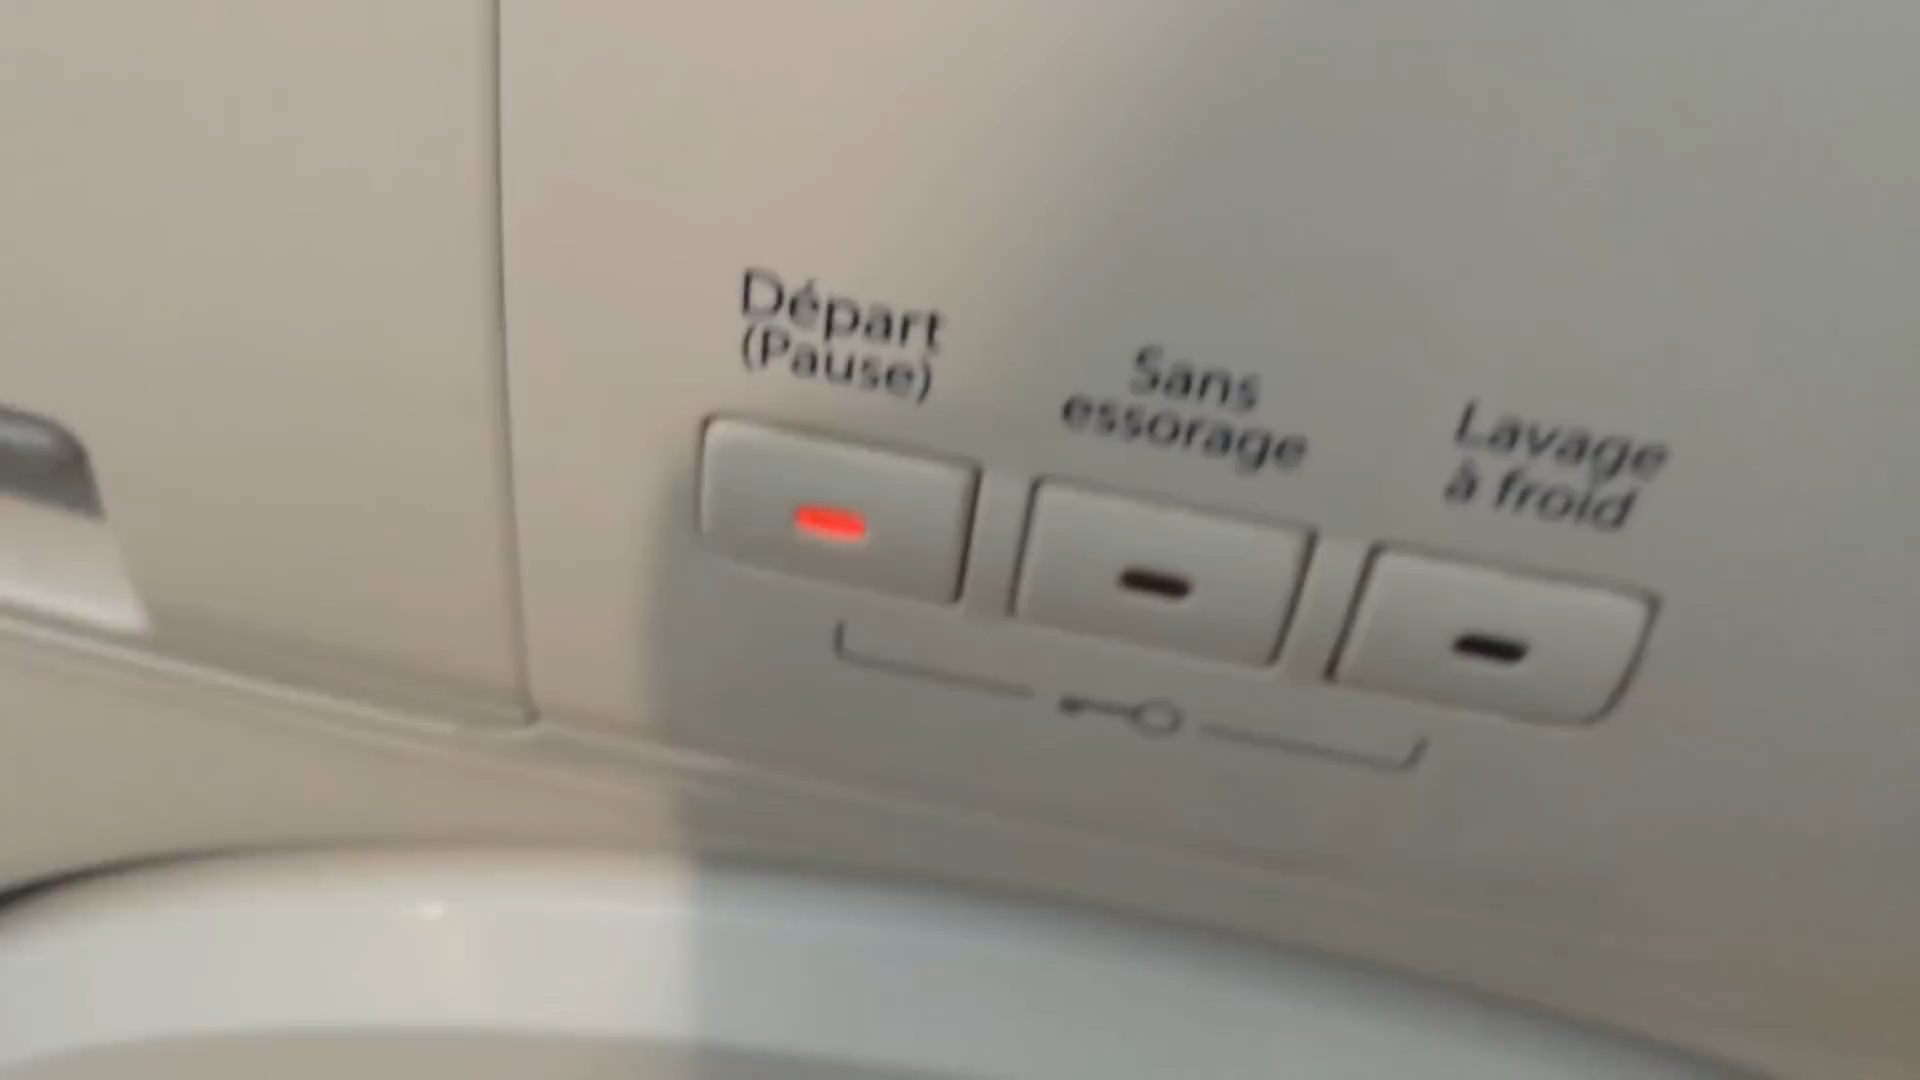 Départ
(Pause)
Sans
essorage
Lavage
à froid